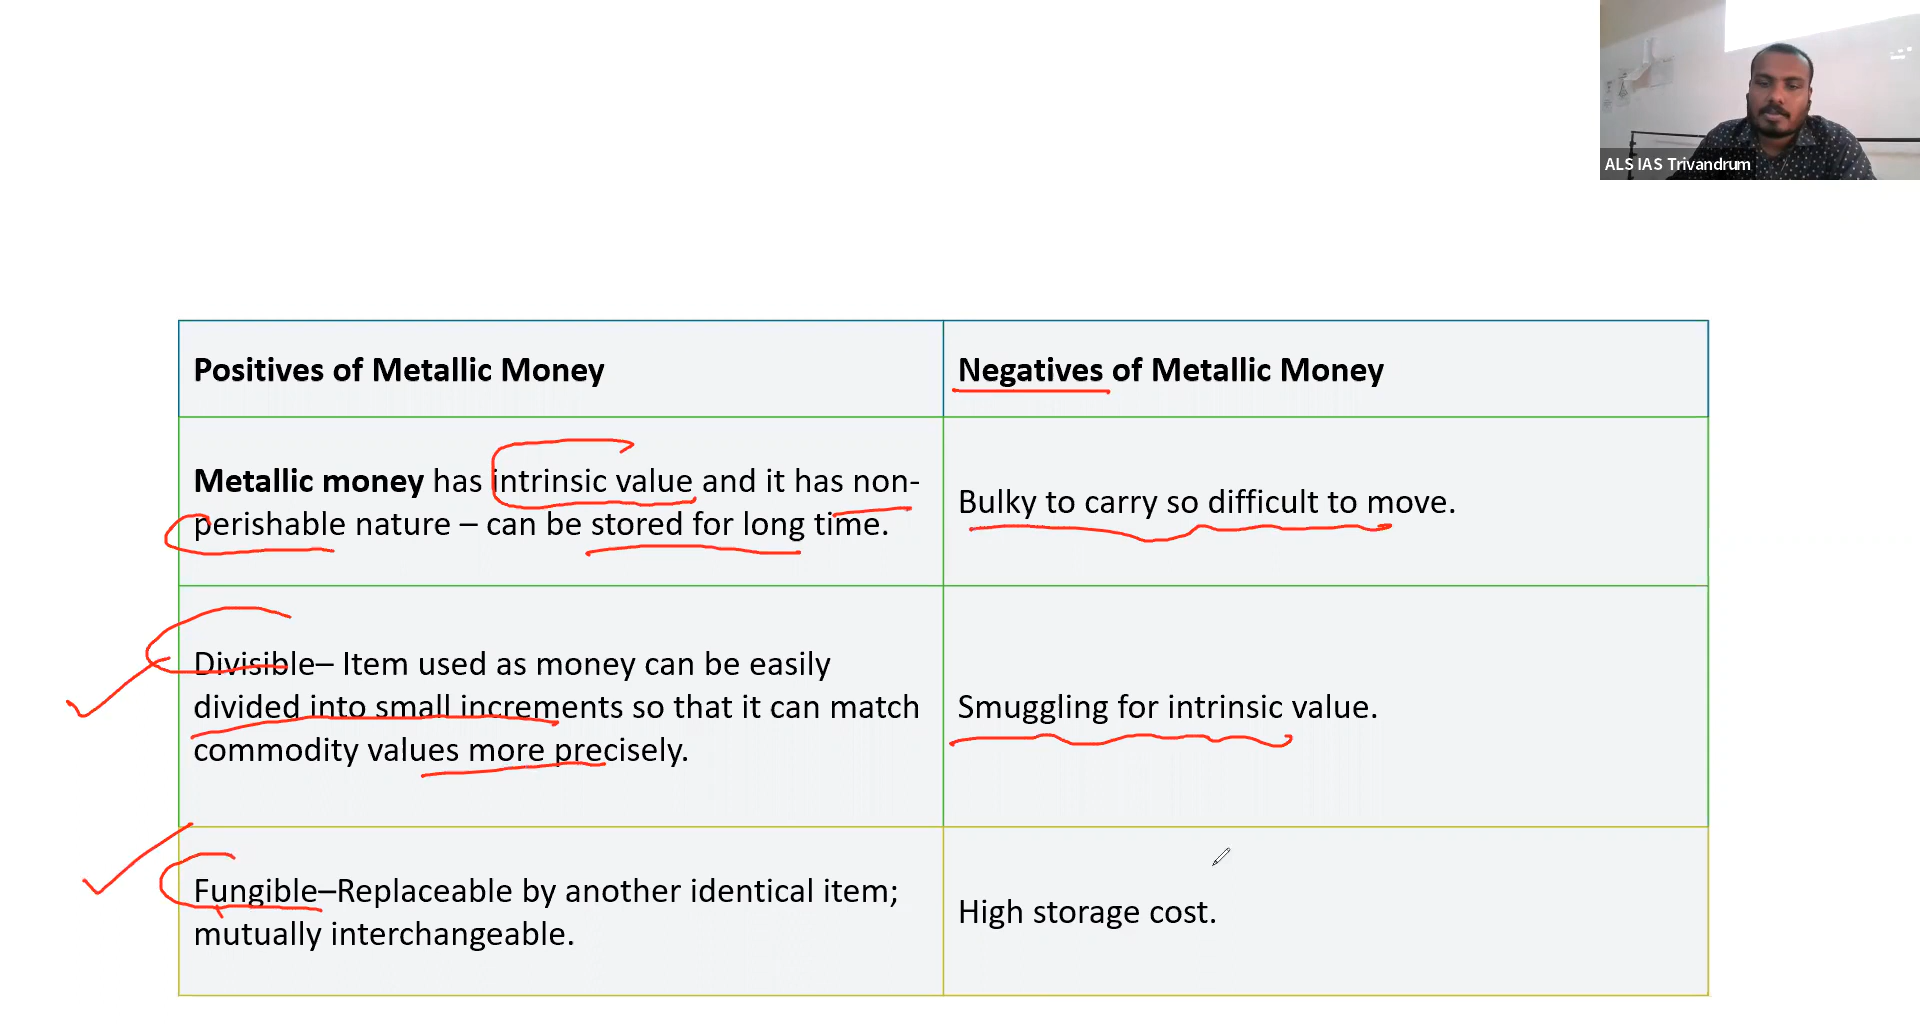 ALS IAS Trivandrum
Positives of Metallic Money
Negatives of Metallic Money
Metallic money has intrinsic value and it has non-
perishable nature – can be stored for long time.
Bulky to carry so difficult to move.
Divisible– Item used as money can be easily
divided into small increments so that it can match
commodity values more precisely.
Smuggling for intrinsic value.
Fungible–Replaceable by another identical item;
mutually interchangeable.
High storage cost.